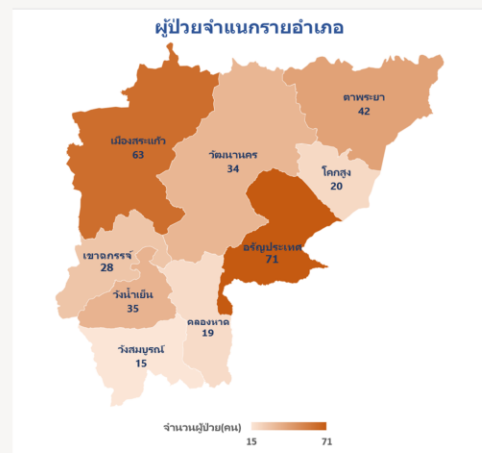 ผู้ป่วยจำแนกรายอำเภอ
ตาพระยา
42
เมืองสระแก้ว
63
วัฒนานคร
34
โคกสูง
20
อรัญประเทศ
71
เขาฉกรรจ์
28
วังน้ำเย็น
35
คลองหาด
19
วังสมบูรณ์
15
จำนวนผู้ป่วย(คน)
15 71